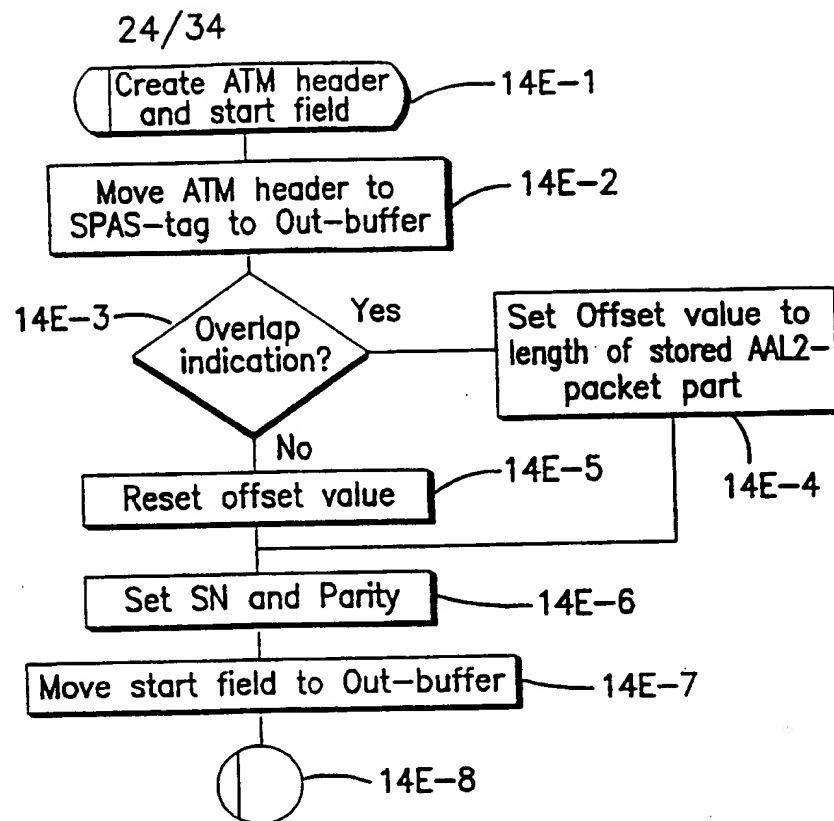 24/34
Create ATM header
and start field
14E-1
Move ATM header to
SPAS-tag to Out-buffer
14E-2
14E-3
Overlap
indication?
Yes
Set Offset value to
length of stored AAL2-
packet part
14E-4
No
Reset offset value
14E-5
Set SN and Parity
14E-6
Move start field to Out-buffer
14E-7
14E-8